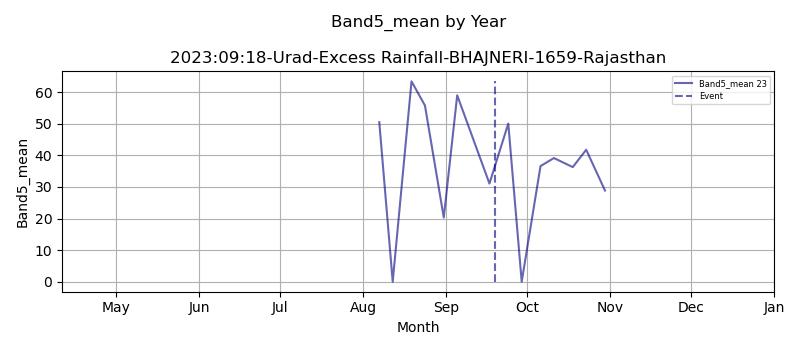 Band5_mean by Year
2023:09:18-Urad-Excess Rainfall-BHAJNERI-1659-Rajasthan
Band5_mean 23
Event
60
50
40
30
20
10
0
Band5_mean
May Jun Jul Aug Sep Oct Nov Dec Jan
Month